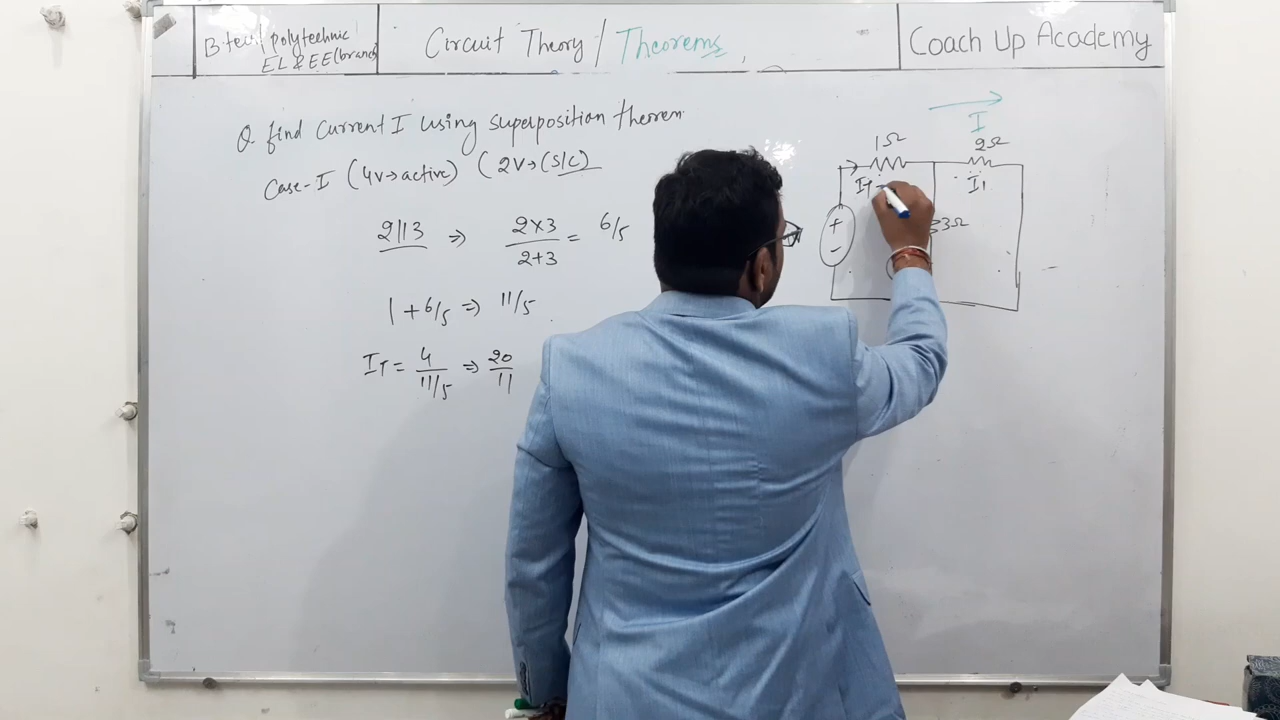 B.tech/polytechnic
EL & EE(branch)
Circuit Theory / Theorems
Coach Up Academy
Q find Current I using superposition theorem
Case-I (4V→active) (2V→(S/C)
2||3 ⇒ 2×3/2+3 = 6/5
1 + 6/5 ⇒ 11/5
IT = 4/11/5 ⇒ 20/11
I
1Ω
2Ω
IT
I1
+
3Ω
-